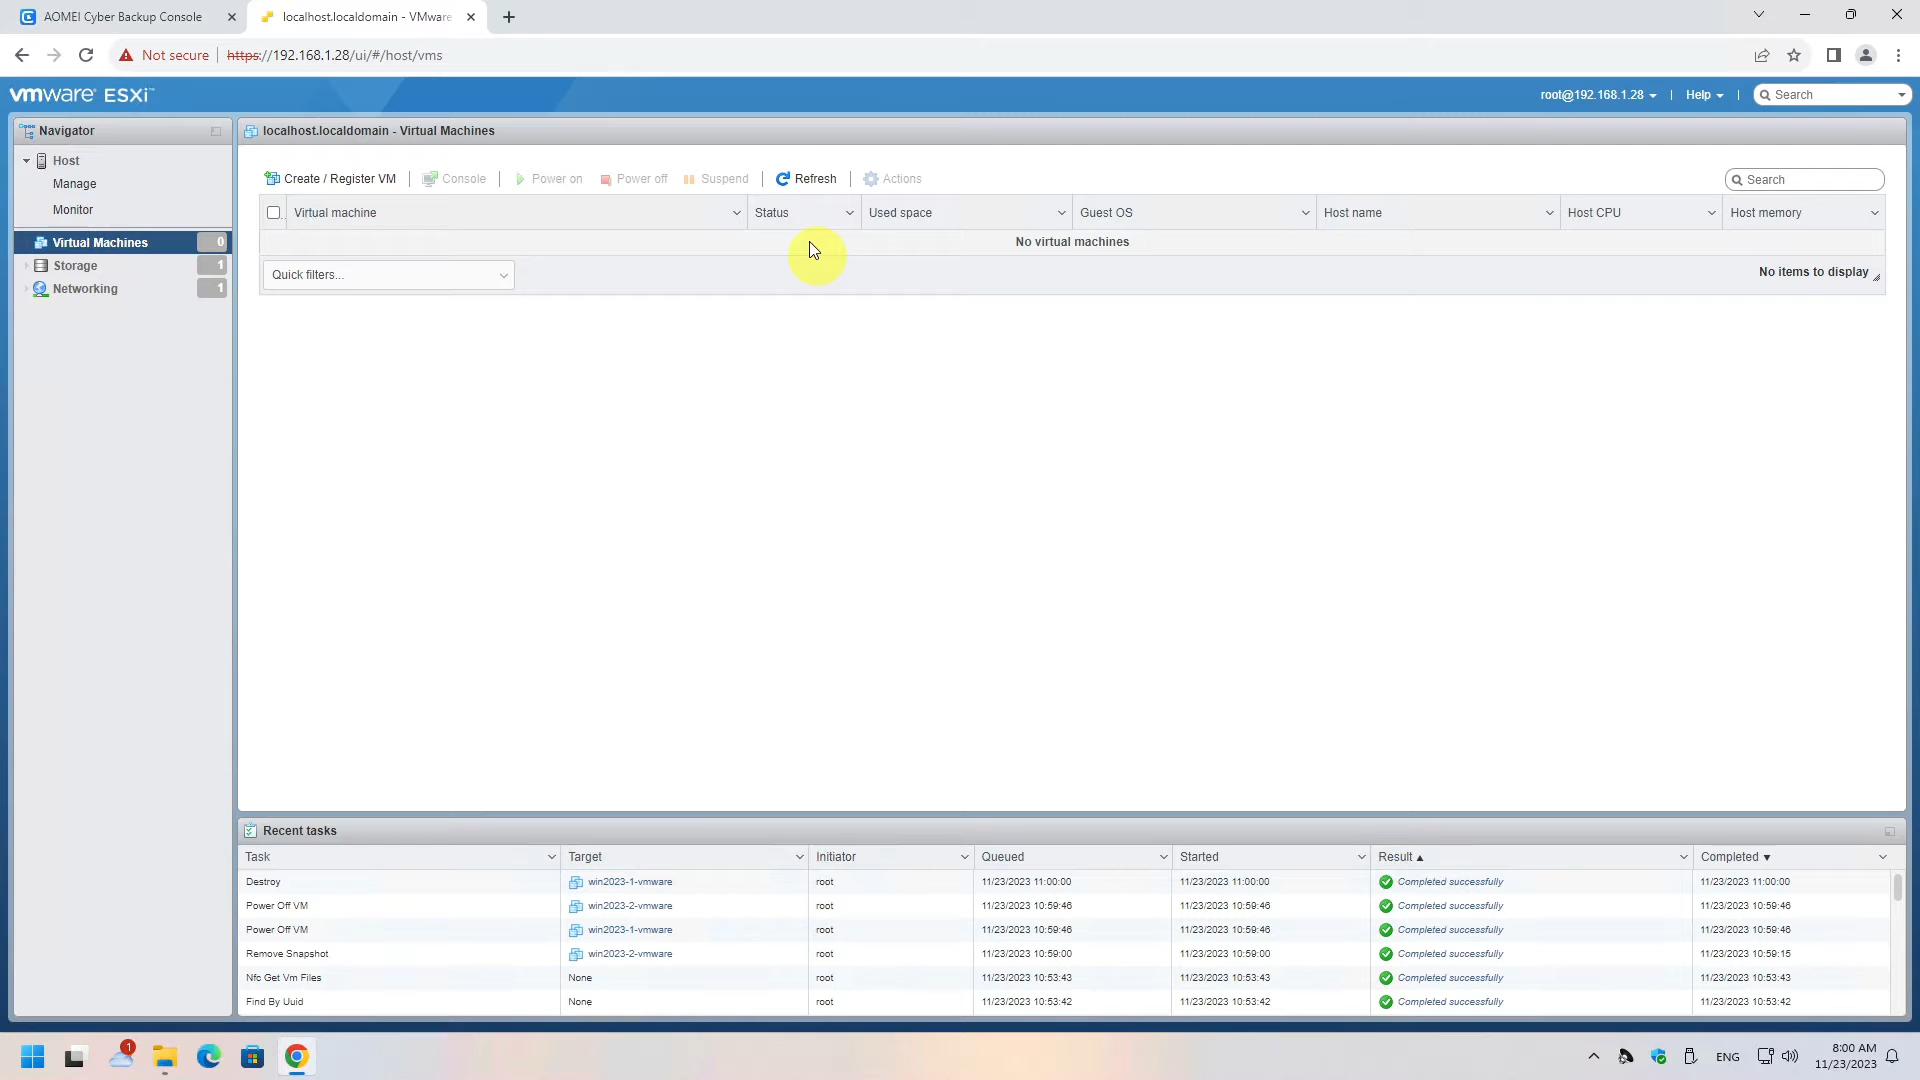 AOMEI Cyber Backup Console
localhost.localdomain - VMware
Not secure https://192.168.1.28/ui/#/host/vms
vmware ESXi™
root@192.168.1.28 | Help | Search
Navigator
localhost.localdomain - Virtual Machines
Host
Manage
Monitor
Virtual Machines 0
Storage 1
Networking 1
Create / Register VM | Console | Power on Power off Suspend | Refresh | Actions
Search
Virtual machine Status Used space Guest OS Host name Host CPU Host memory
No virtual machines
Quick filters...
No items to display
Recent tasks
Task Target Initiator Queued Started Result ▲ Completed ▼
Destroy win2023-1-vmware root 11/23/2023 11:00:00 11/23/2023 11:00:00 Completed successfully 11/23/2023 11:00:00
Power Off VM win2023-2-vmware root 11/23/2023 10:59:46 11/23/2023 10:59:46 Completed successfully 11/23/2023 10:59:46
Power Off VM win2023-1-vmware root 11/23/2023 10:59:46 11/23/2023 10:59:46 Completed successfully 11/23/2023 10:59:46
Remove Snapshot win2023-2-vmware root 11/23/2023 10:59:00 11/23/2023 10:59:00 Completed successfully 11/23/2023 10:59:15
Nfc Get Vm Files None root 11/23/2023 10:53:43 11/23/2023 10:53:43 Completed successfully 11/23/2023 10:53:43
Find By Uuid None root 11/23/2023 10:53:42 11/23/2023 10:53:42 Completed successfully 11/23/2023 10:53:42
1
ENG
8:00 AM
11/23/2023